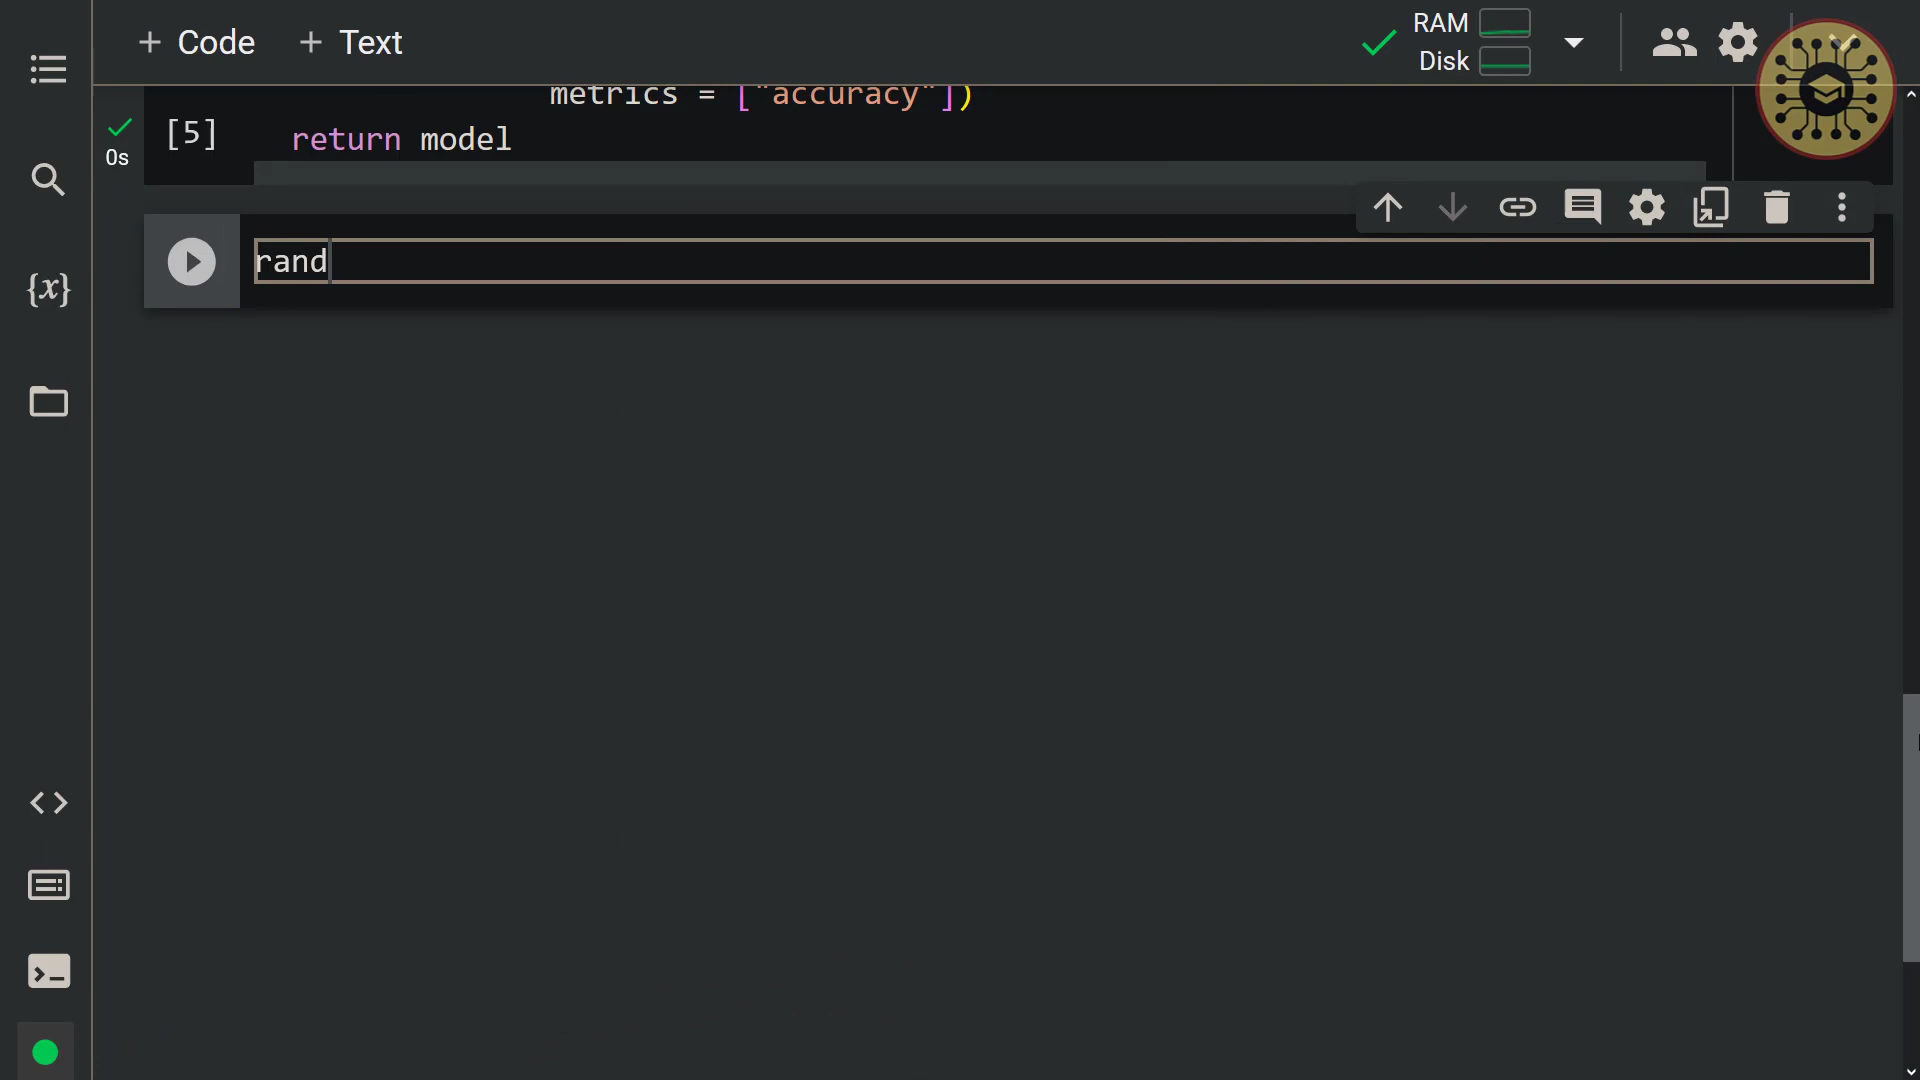 + Code + Text
RAM
Disk
metrics = ["accuracy"])
[5] return model
0s
{x}
rand